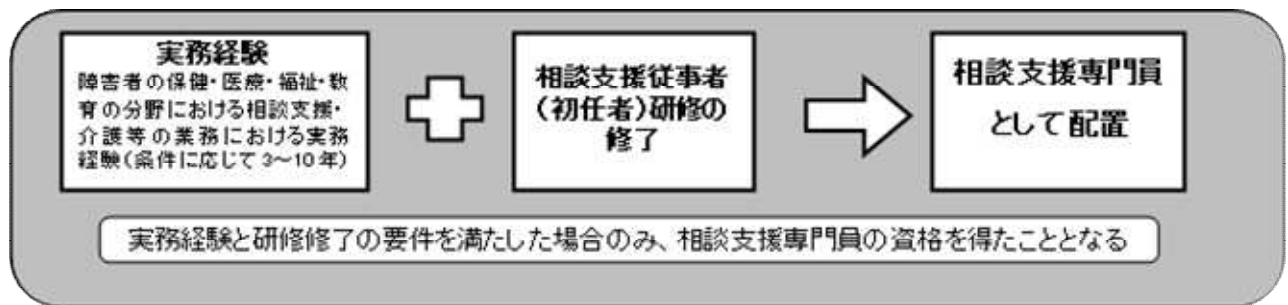 実務経験
障害者の保健・医療・福祉・教
育の分野における相談支援・
介護等の業務における実務
経験（条件に応じて3～10年）
相談支援従事者
（初任者）研修の
修了
相談支援専門員
として配置
実務経験と研修修了の要件を満たした場合のみ、相談支援専門員の資格を得たこととなる